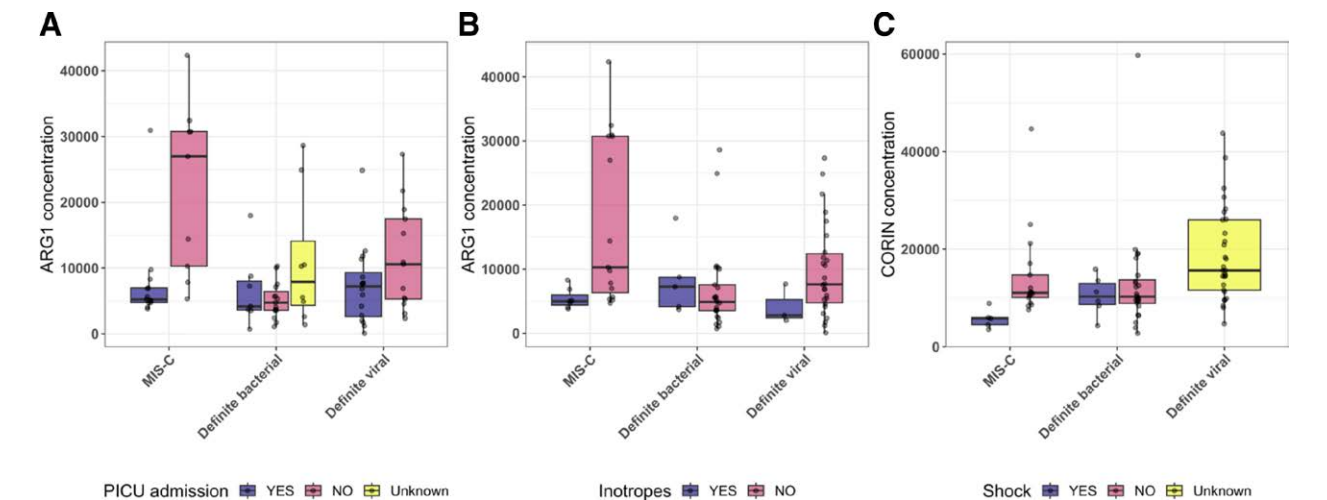 A
B
C
ARG1 concentration
40000
30000
20000
10000
0
MIS-C
Definite bacterial
Definite viral
PICU admission YES NO Unknown
ARG1 concentration
40000
30000
20000
10000
0
MIS-C
Definite bacterial
Definite viral
Inotropes YES NO
CORIN concentration
60000
40000
20000
0
MIS-C
Definite bacterial
Definite viral
Shock YES NO Unknown